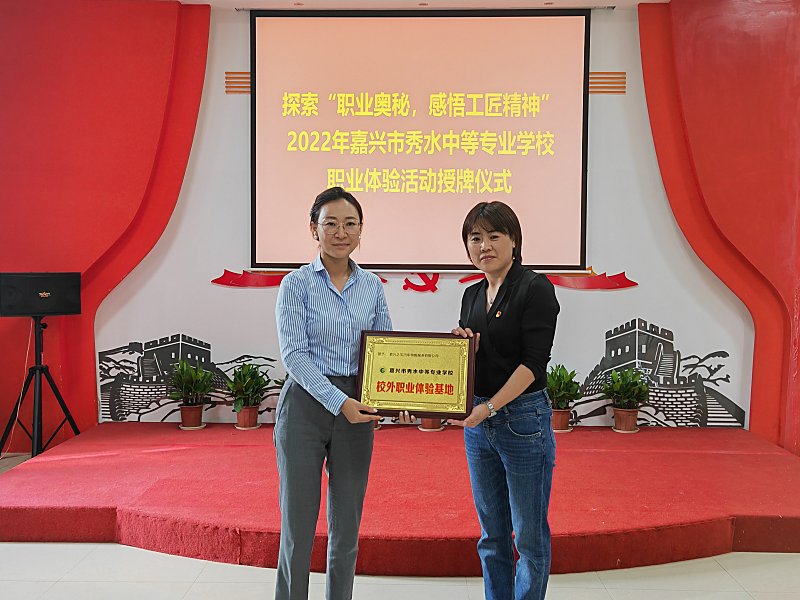 探索“职业奥秘，感悟工匠精神”
2022年嘉兴市秀水中等专业学校
职业体验活动授牌仪式
嘉兴市秀水中等专业学校
校外职业体验基地